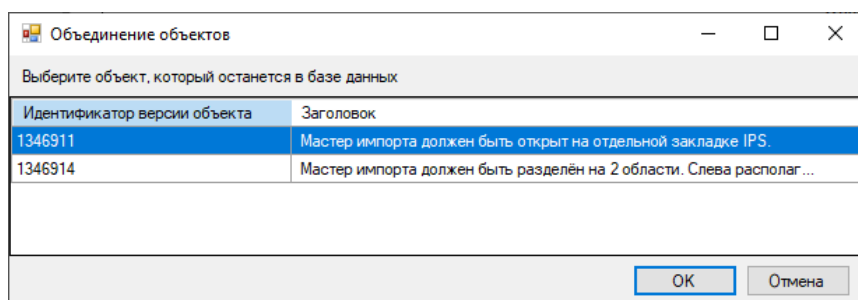 Объединение объектов
Выберите объект, который останется в базе данных
Идентификатор версии объекта Заголовок
1346911 Мастер импорта должен быть открыт на отдельной закладке IPS.
1346914 Мастер импорта должен быть разделён на 2 области. Слева располаг...
OK Отмена